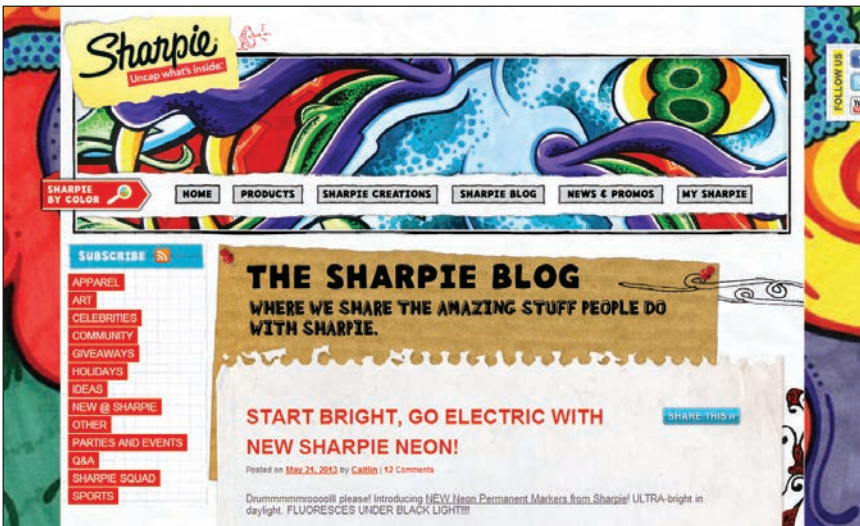 Sharpie
Uncap what's inside.
FOLLOW US
SHARPIE
BY COLOR
HOME PRODUCTS SHARPIE CREATIONS SHARPIE BLOG NEWS & PROMOS MY SHARPIE
SUBSCRIBE
APPAREL
ART
CELEBRITIES
COMMUNITY
GIVEAWAYS
HOLIDAYS
IDEAS
NEW @ SHARPIE
OTHER
PARTIES AND EVENTS
Q&A
SHARPIE SQUAD
SPORTS
THE SHARPIE BLOG
WHERE WE SHARE THE AMAZING STUFF PEOPLE DO
WITH SHARPIE.
START BRIGHT, GO ELECTRIC WITH
NEW SHARPIE NEON!
SHARE THIS »
Posted on May 21, 2013 by Caitlin | 12 Comments
Drummmmmroooolll please! Introducing NEW Neon Permanent Markers from Sharpie! ULTRA-bright in
daylight. FLUORESCES UNDER BLACK LIGHT!!!!